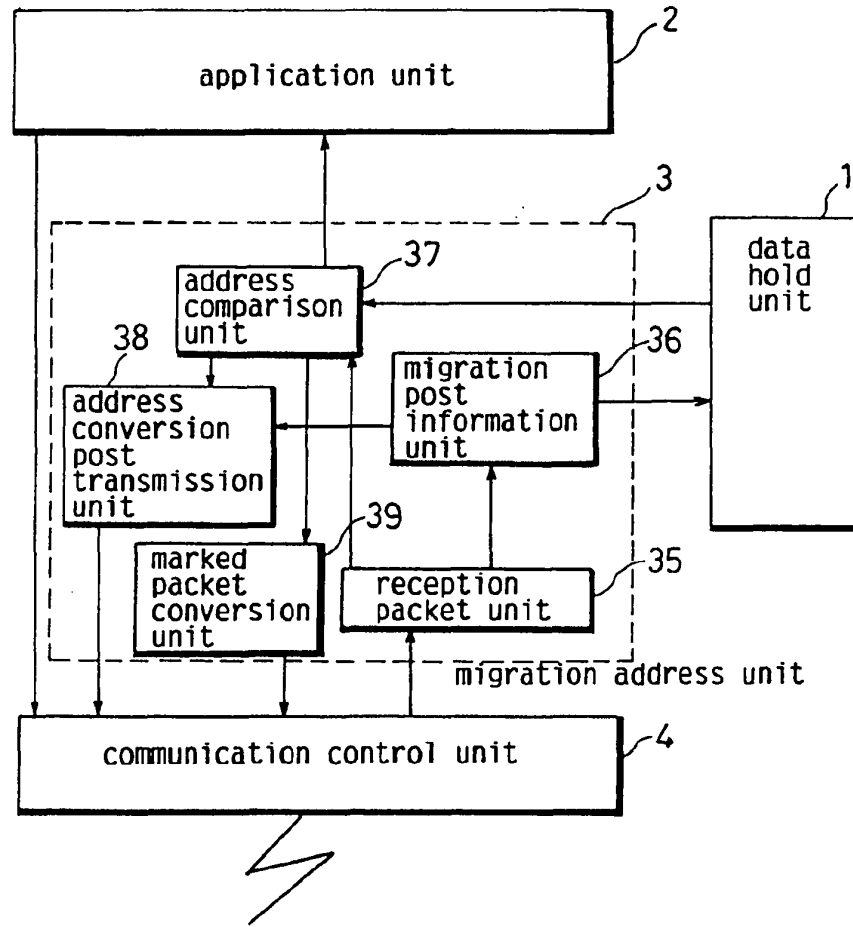 2
application unit
3
1
data
hold
unit
37
address
comparison
unit
38
36
migration
post
information
unit
address
conversion
post
transmission
unit
39
marked
packet
conversion
unit
35
reception
packet unit
migration address unit
communication control unit
4